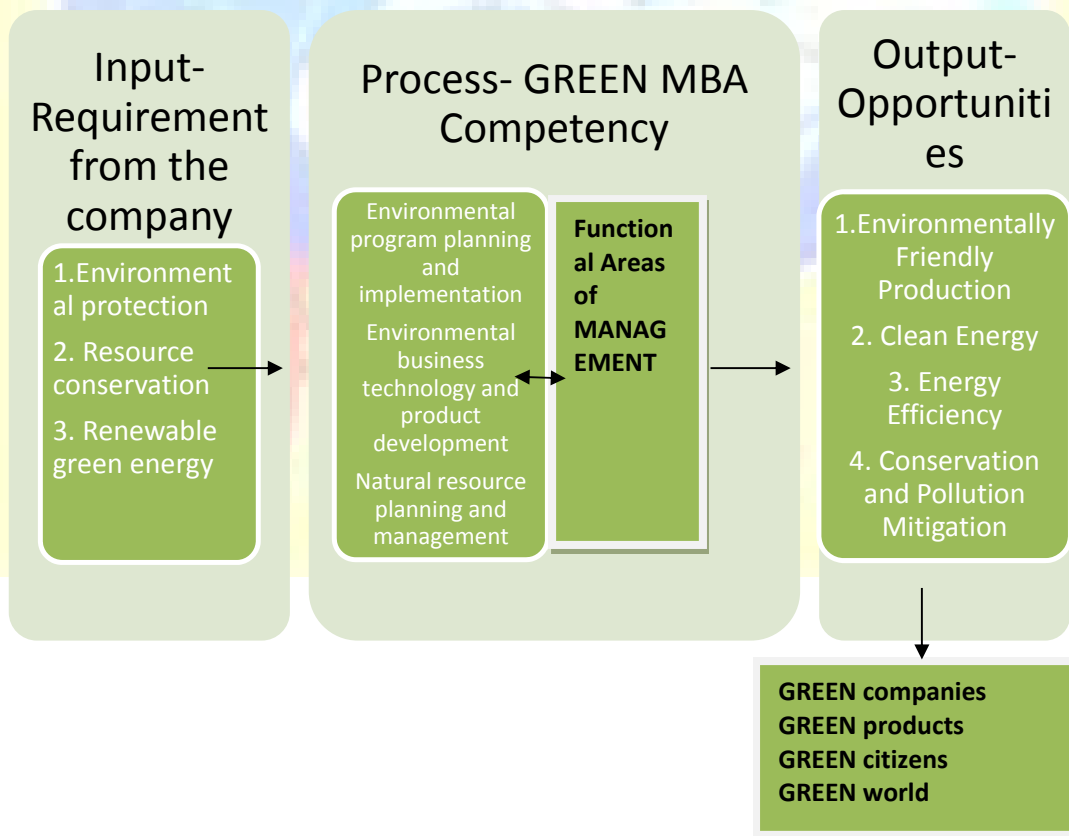 Input-
Requirement
from the
company
1.Environment
al protection
2. Resource
conservation
3. Renewable
green energy
Process- GREEN MBA
Competency
Environmental
program planning
and
implementation
Environmental
business
technology and
product
development
Natural resource
planning and
management
Function
al Areas
of
MANAG
EMENT
Output-
Opportuniti
es
1.Environmentally
Friendly
Production
2. Clean Energy
3. Energy
Efficiency
4. Conservation
and Pollution
Mitigation
GREEN companies
GREEN products
GREEN citizens
GREEN world